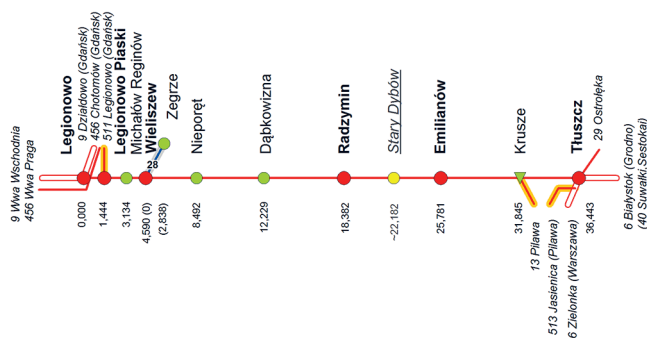 9 Wwa Wschodnia
456 Wwa Praga
Legionowo
9 Działdowo (Gdańsk)
456 Chotomów (Gdańsk)
511 Legionowo (Gdańsk)
Legionowo Piaski
Michałów Reginów
Wieliszew
Zegrze
28
Nieporęt
Dąbkowizna
Radzymin
Stary Dybów
Emilianów
Krusze
Tłuszcz
29 Ostrołęka
0,000
1,444
3,134
4,590 (0)
(2,838)
8,492
12,229
18,382
~22,182
25,781
31,845
13 Pilawa
513 Jasienica (Pilawa)
6 Zielonka (Warszawa)
36,443
6 Białystok (Grodno)
(40 Suwałki,Sestokai)